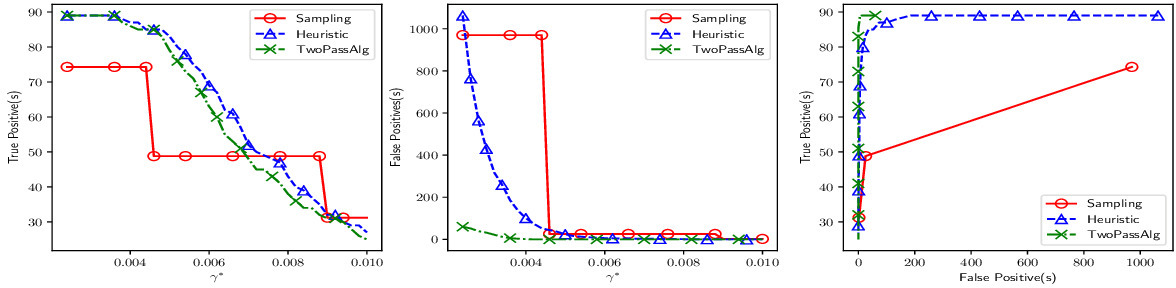 90
80
70
60
50
40
30
True Positive(s)
0.004
0.006
0.008
0.010
γ*
Sampling
Heuristic
TwoPassAlg
1000
800
600
400
200
0
False Positives(s)
0.004
0.006
0.008
0.010
γ*
Sampling
Heuristic
TwoPassAlg
90
80
70
60
50
40
30
True Positive(s)
0
200
400
600
800
1000
False Positive(s)
Sampling
Heuristic
TwoPassAlg